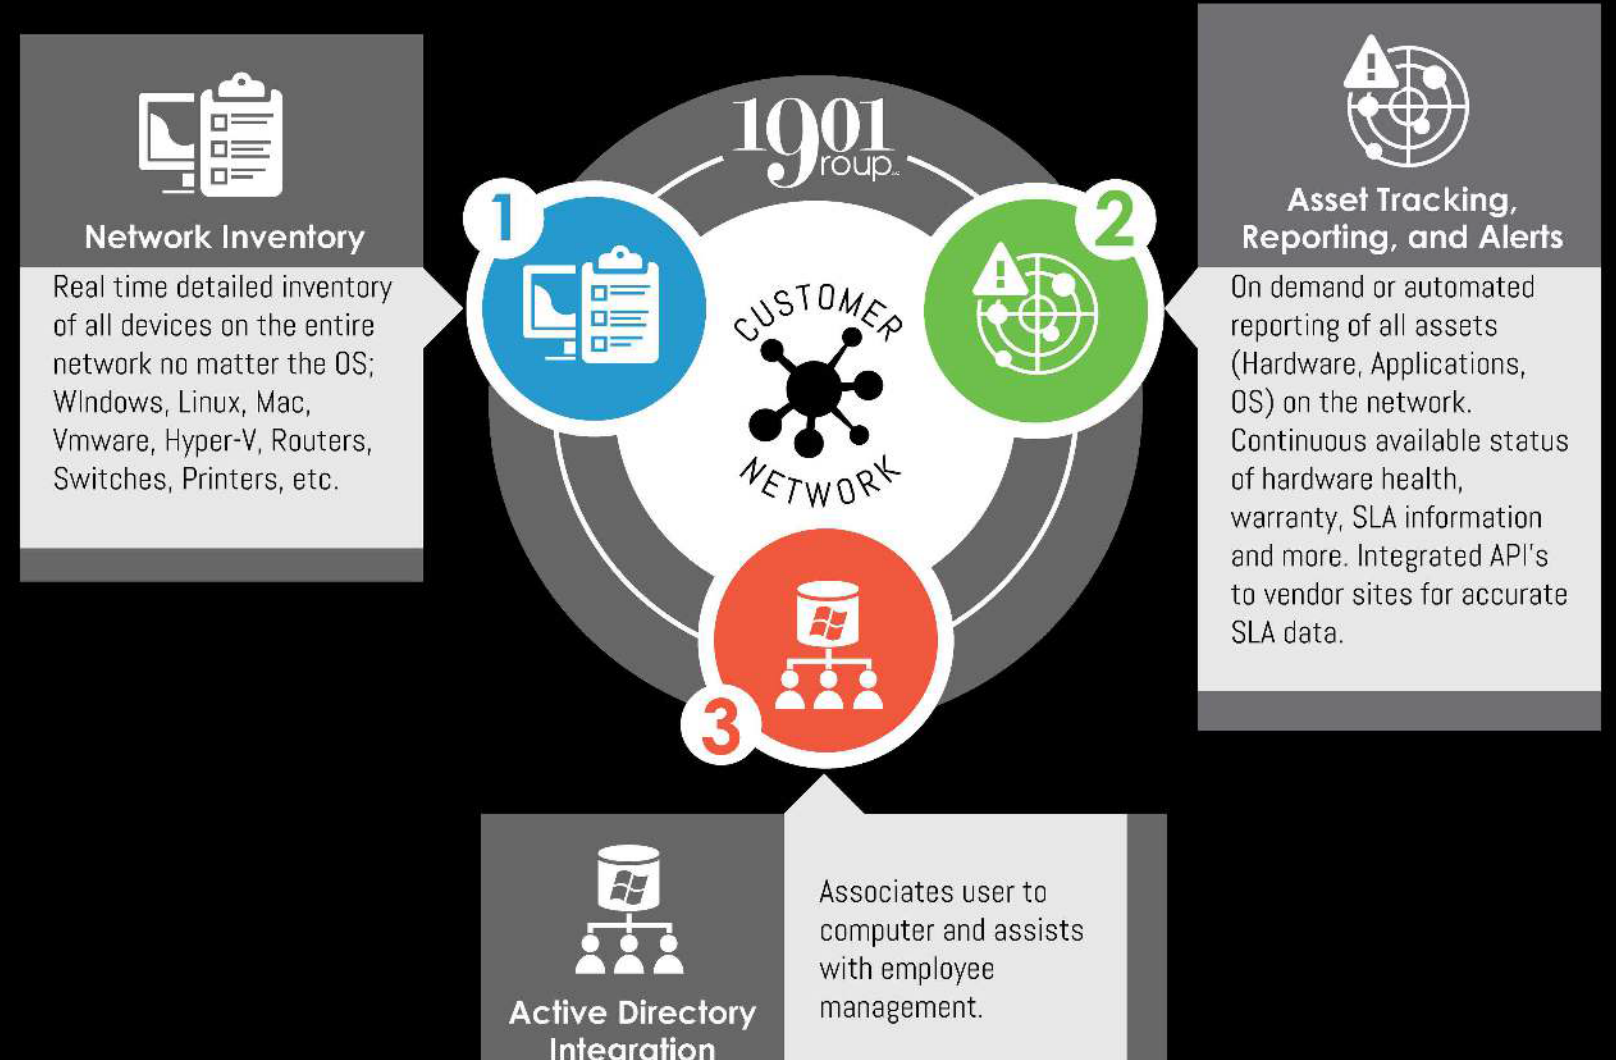 1901
Group
Network Inventory
Real time detailed inventory
of all devices on the entire
network no matter the OS;
WIndows, Linux, Mac,
Vmware, Hyper-V, Routers,
Switches, Printers, etc.
1
2
CUSTOMER
NETWORK
3
Asset Tracking,
Reporting, and Alerts
On demand or automated
reporting of all assets
(Hardware, Applications,
OS) on the network.
Continuous available status
of hardware health,
warranty, SLA information
and more. Integrated API's
to vendor sites for accurate
SLA data.
Active Directory
Integration
Associates user to
computer and assists
with employee
management.